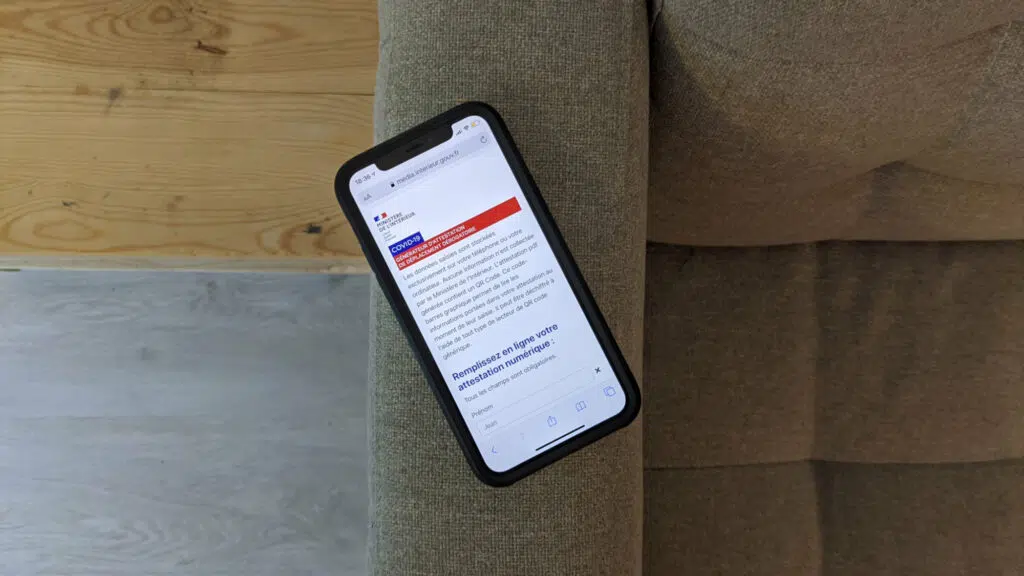 18:36
AA media.interieur.gouv.fr
MINISTÈRE
DE L'INTÉRIEUR
COVID-19
GÉNÉRATEUR D'ATTESTATION
DE DÉPLACEMENT DÉROGATOIRE
Les données saisies sont stockées
exclusivement sur votre téléphone ou votre
ordinateur. Aucune information n'est collectée
par le Ministère de l'Intérieur. L'attestation pdf
générée contient un QR Code. Ce code-
barres graphique permet de lire les
informations portées dans votre attestation au
moment de leur saisie. Il peut être déchiffré à
l'aide de tout type de lecteur de QR code
générique.
Remplissez en ligne votre
attestation numérique :
Tous les champs sont obligatoires.
Prénom
Jean